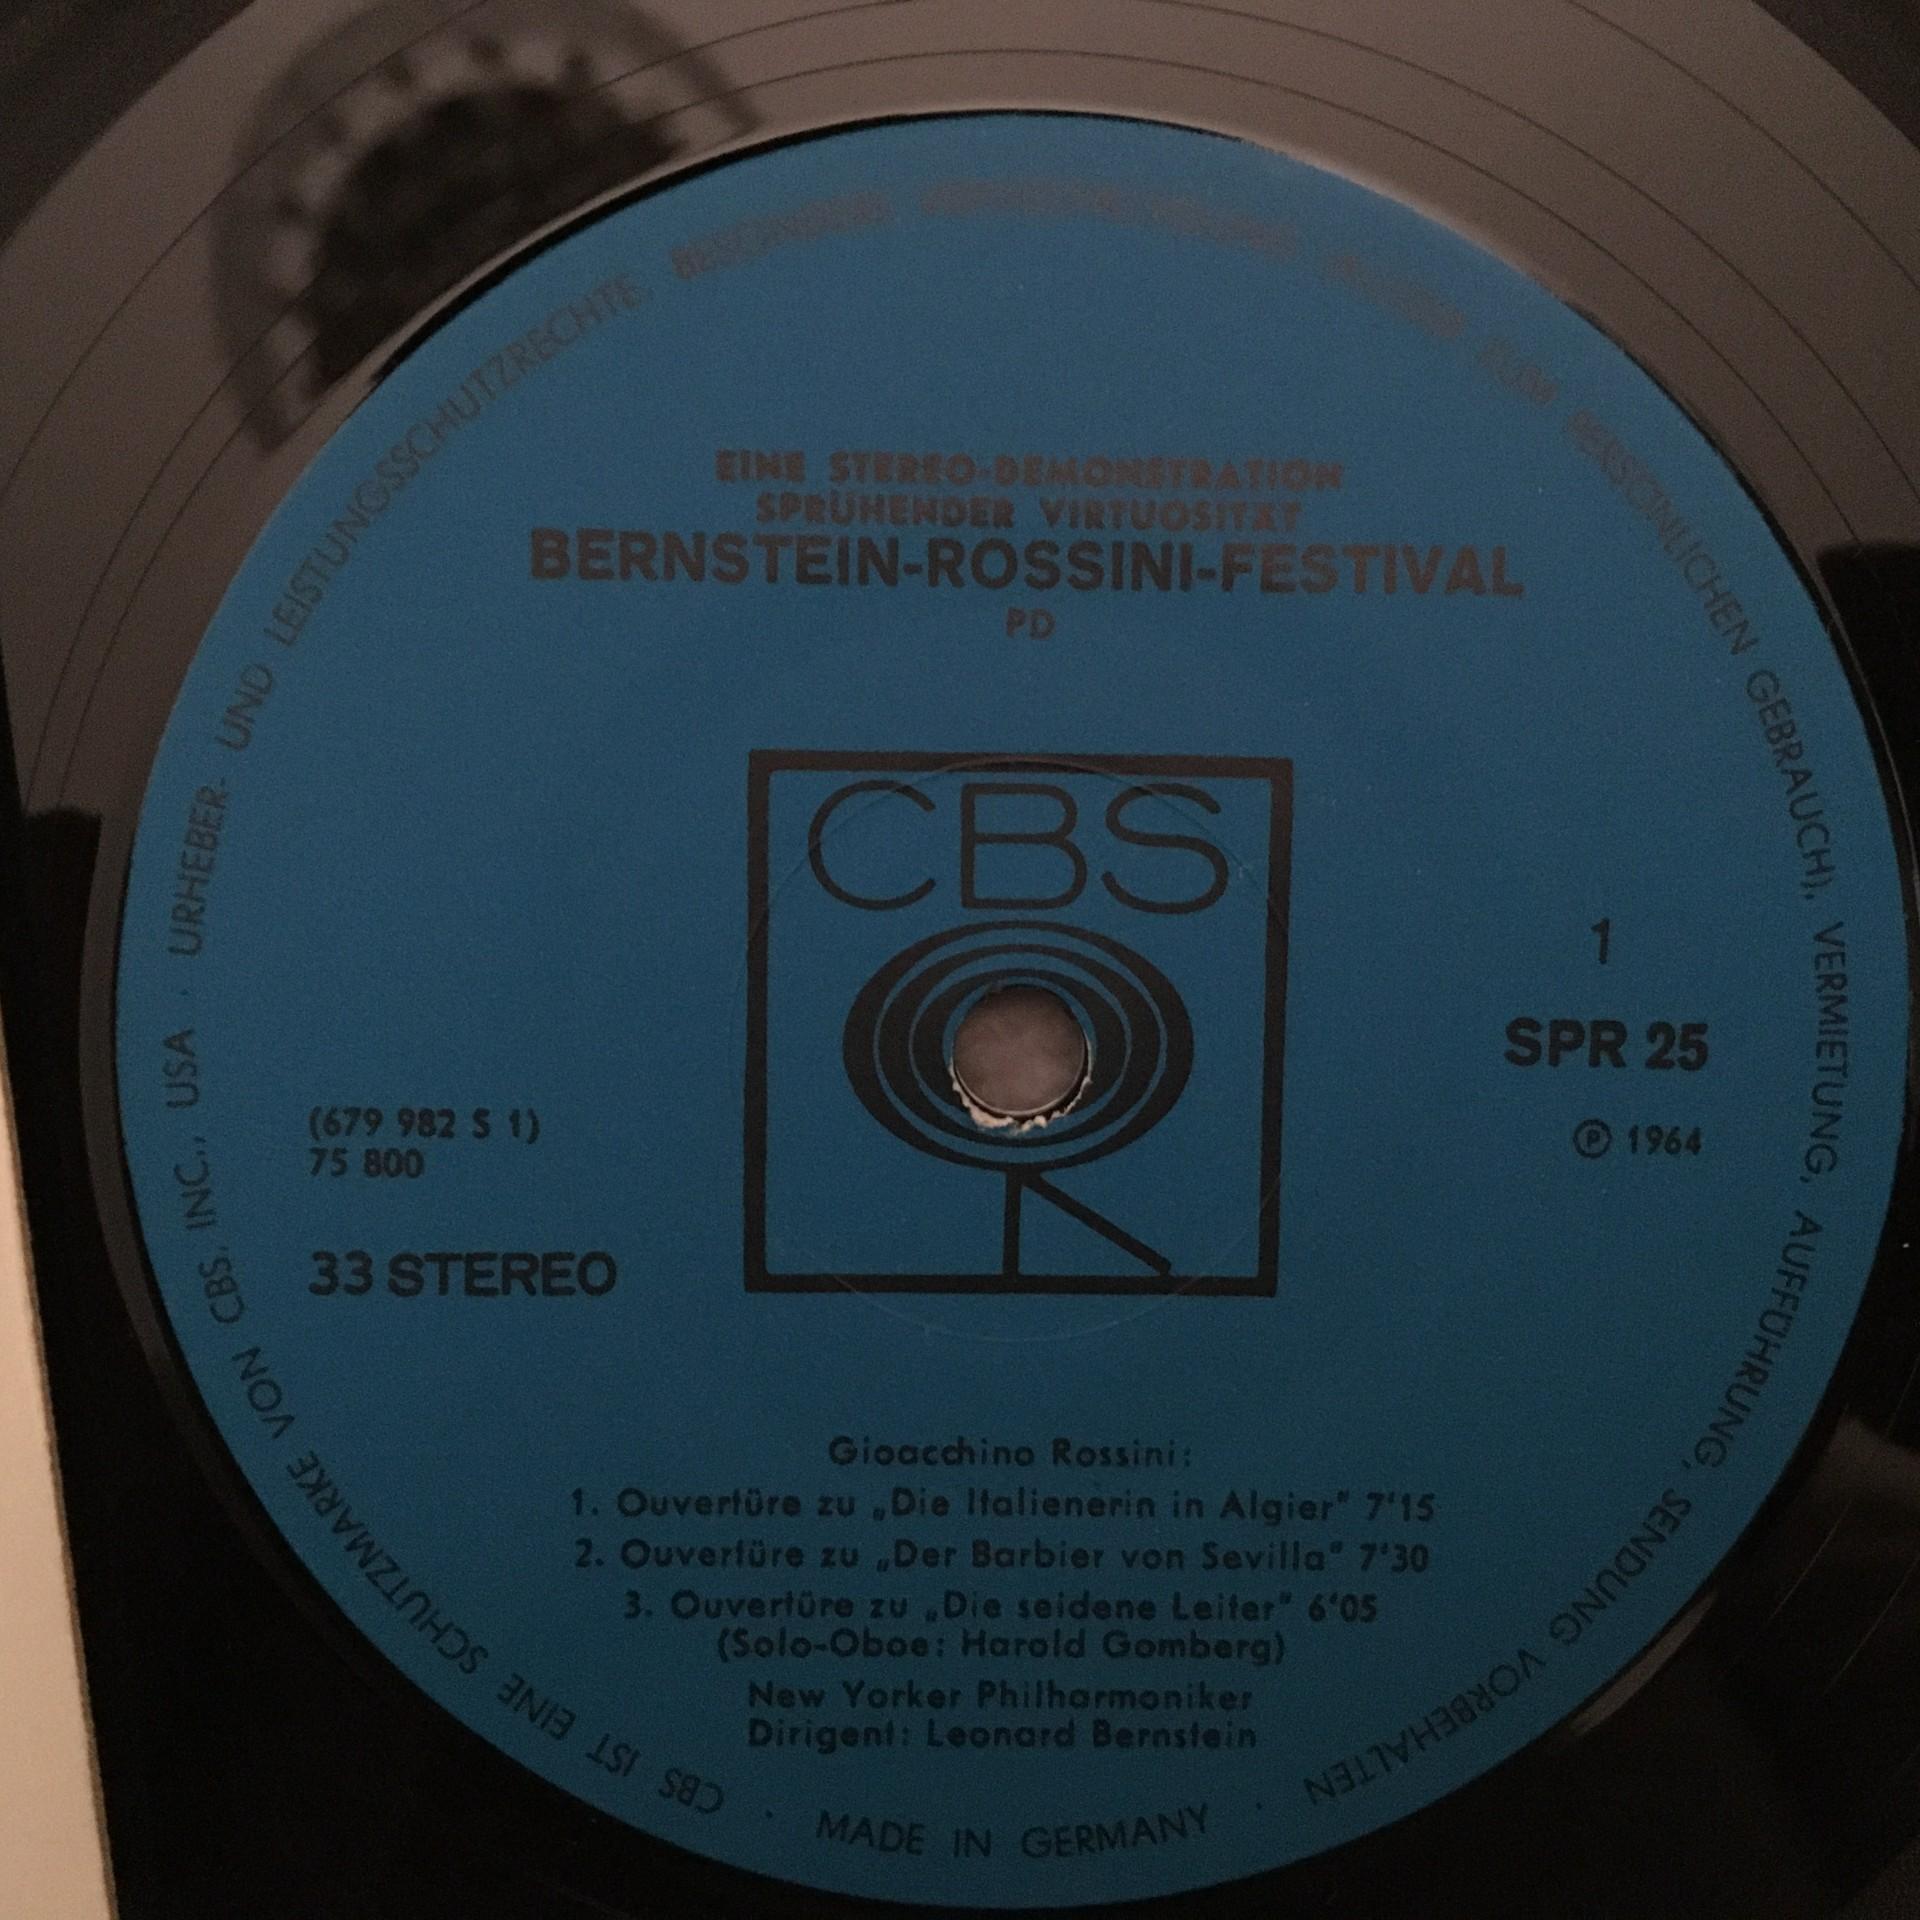 EINE STEREO-DEMONSTRATION
SPRÜHENDER VIRTUOSITÄT
BERNSTEIN-ROSSINI-FESTIVAL
PD
CBS
1
SPR 25
℗ 1964
(679 982 S 1)
75 800
33 STEREO
Gioacchino Rossini:
1. Ouvertüre zu „Die Italienerin in Algier" 7'15
2. Ouvertüre zu „Der Barbier von Sevilla" 7'30
3. Ouvertüre zu „Die seidene Leiter" 6'05
(Solo-Oboe: Harold Gomberg)
New Yorker Philharmoniker
Dirigent: Leonard Bernstein
CBS IST EINE SCHUTZMARKE VON CBS, INC., USA · URHEBER- UND LEISTUNGSSCHUTZRECHTE, ZUM PERSÖNLICHEN GEBRAUCH), VERMIETUNG, AUFFÜHRUNG, SENDUNG VORBEHALTEN · MADE IN GERMANY ·